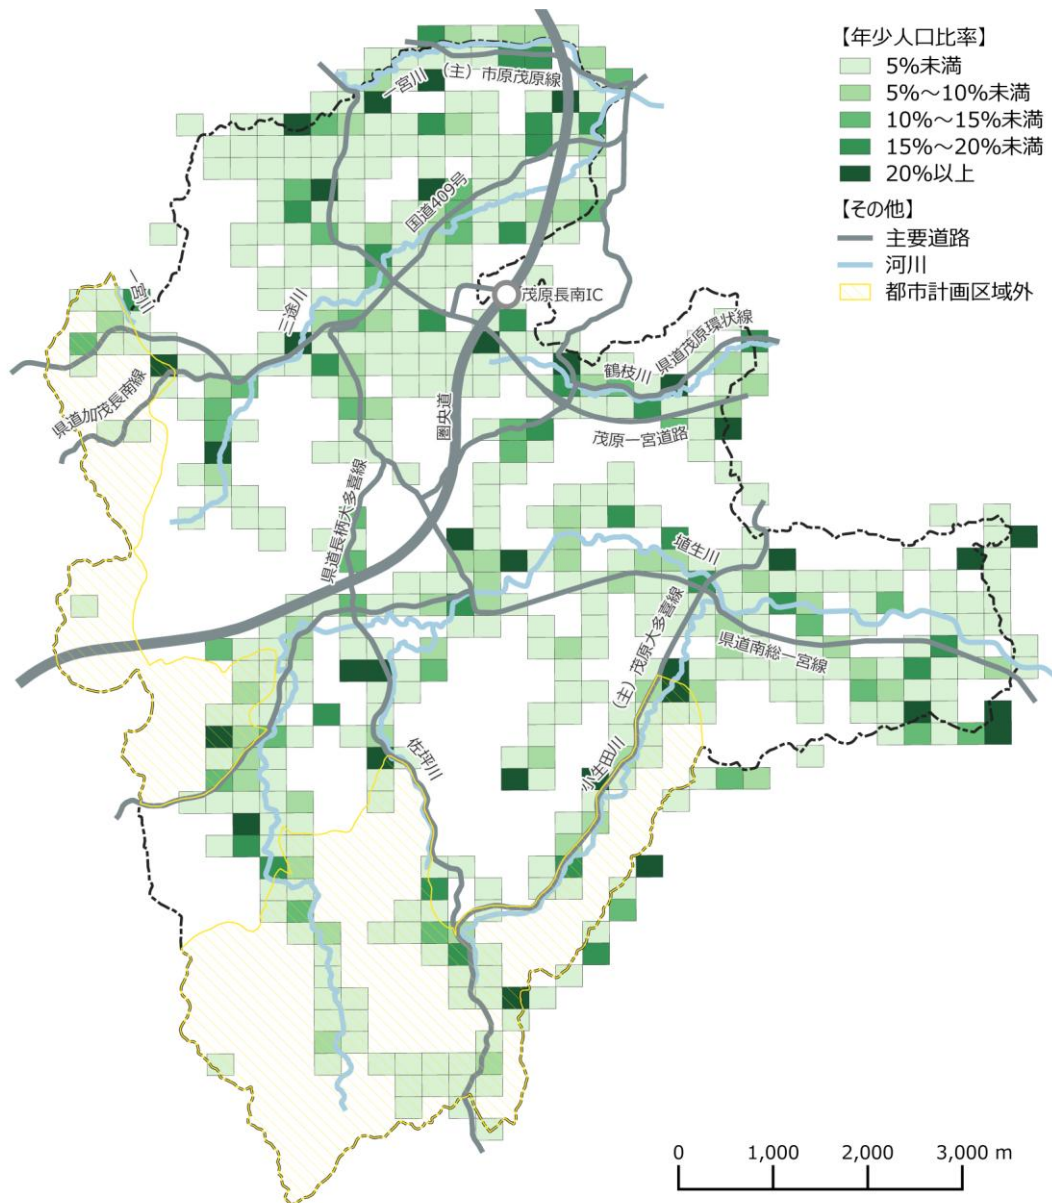 【年少人口比率】
5%未満
5%～10%未満
10%～15%未満
15%～20%未満
20%以上
【その他】
主要道路
河川
都市計画区域外
一宮川
（主）市原茂原線
国道409号
一宮川
三途川
茂原長南IC
県道茂原環状線
鶴枝川
県道加茂長南線
圏央道
茂原一宮道路
県道長柄大多喜線
埴生川
（主）茂原大多喜線
県道南総一宮線
佐坪川
小生田川
0 1,000 2,000 3,000 m